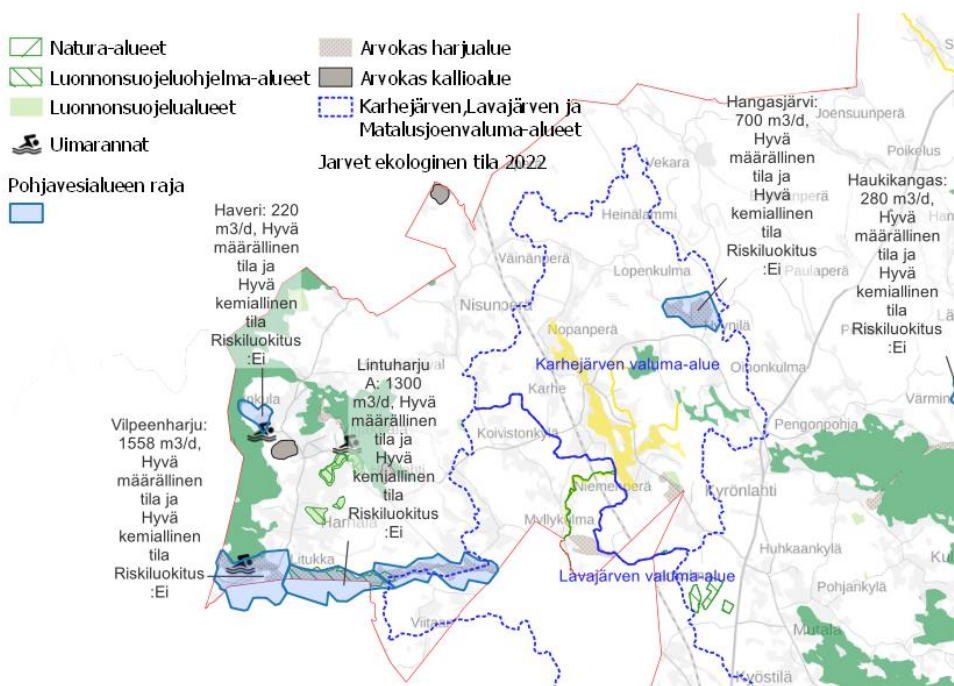 Natura-alueet
Luonnonsuojeluohjelma-alueet
Luonnonsuojelualueet
Uimarannat
Pohjavesialueen raja
Arvokas harjualue
Arvokas kallioalue
Karhejärven,Lavajärven ja
Matalusjoenvaluma-alueet
Jarvet ekologinen tila 2022
Haveri: 220
m3/d, Hyvä
määrällinen
tila ja
Hyvä
kemiallinen
tila
Riskiluokitus
:Ei
Lintuharju
A: 1300
m3/d, Hyvä
määrällinen
tila ja
Hyvä
kemiallinen
tila
Riskiluokitus
:Ei
Vilpeenharju:
1558 m3/d,
Hyvä
määrällinen
tila ja
Hyvä
kemiallinen
tila
Riskiluokitus
:Ei
Hangasjärvi:
700 m3/d,
Hyvä
määrällinen
tila ja
Hyvä
kemiallinen
tila
Riskiluokitus
:Ei
Haukikangas:
280 m3/d,
Hyvä
määrällinen
tila ja
Hyvä
kemiallinen
tila
Riskiluokitus
:Ei
Joensuunperä
Poikelus
Vekara
Heinälammi
Väinänperä
Lopenkulma
Paulaperä
Nisunperä
Nopanperä
Karhejärven valuma-alue
Karhe
Koivistonkylä
Pengonpohja
Niemenperä
Kyrönlahti
Myllykulma
Lavajärven valuma-alue
Huhkaankylä
Pohjankylä
Litukka
Viitaan
Mutala
Kyöstilä